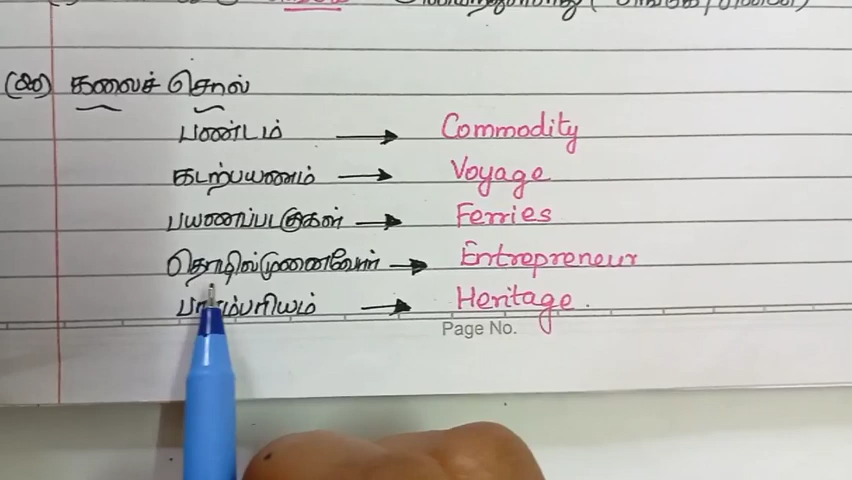 (ஐ) கலைச் சொல்
பண்டம் → Commodity
கடற்பயணம் → Voyage
பயணப்படகுகள் → Ferries
தொழில்முனைவோர் → Entrepreneur
பாரம்பரியம் → Heritage.
Page No.